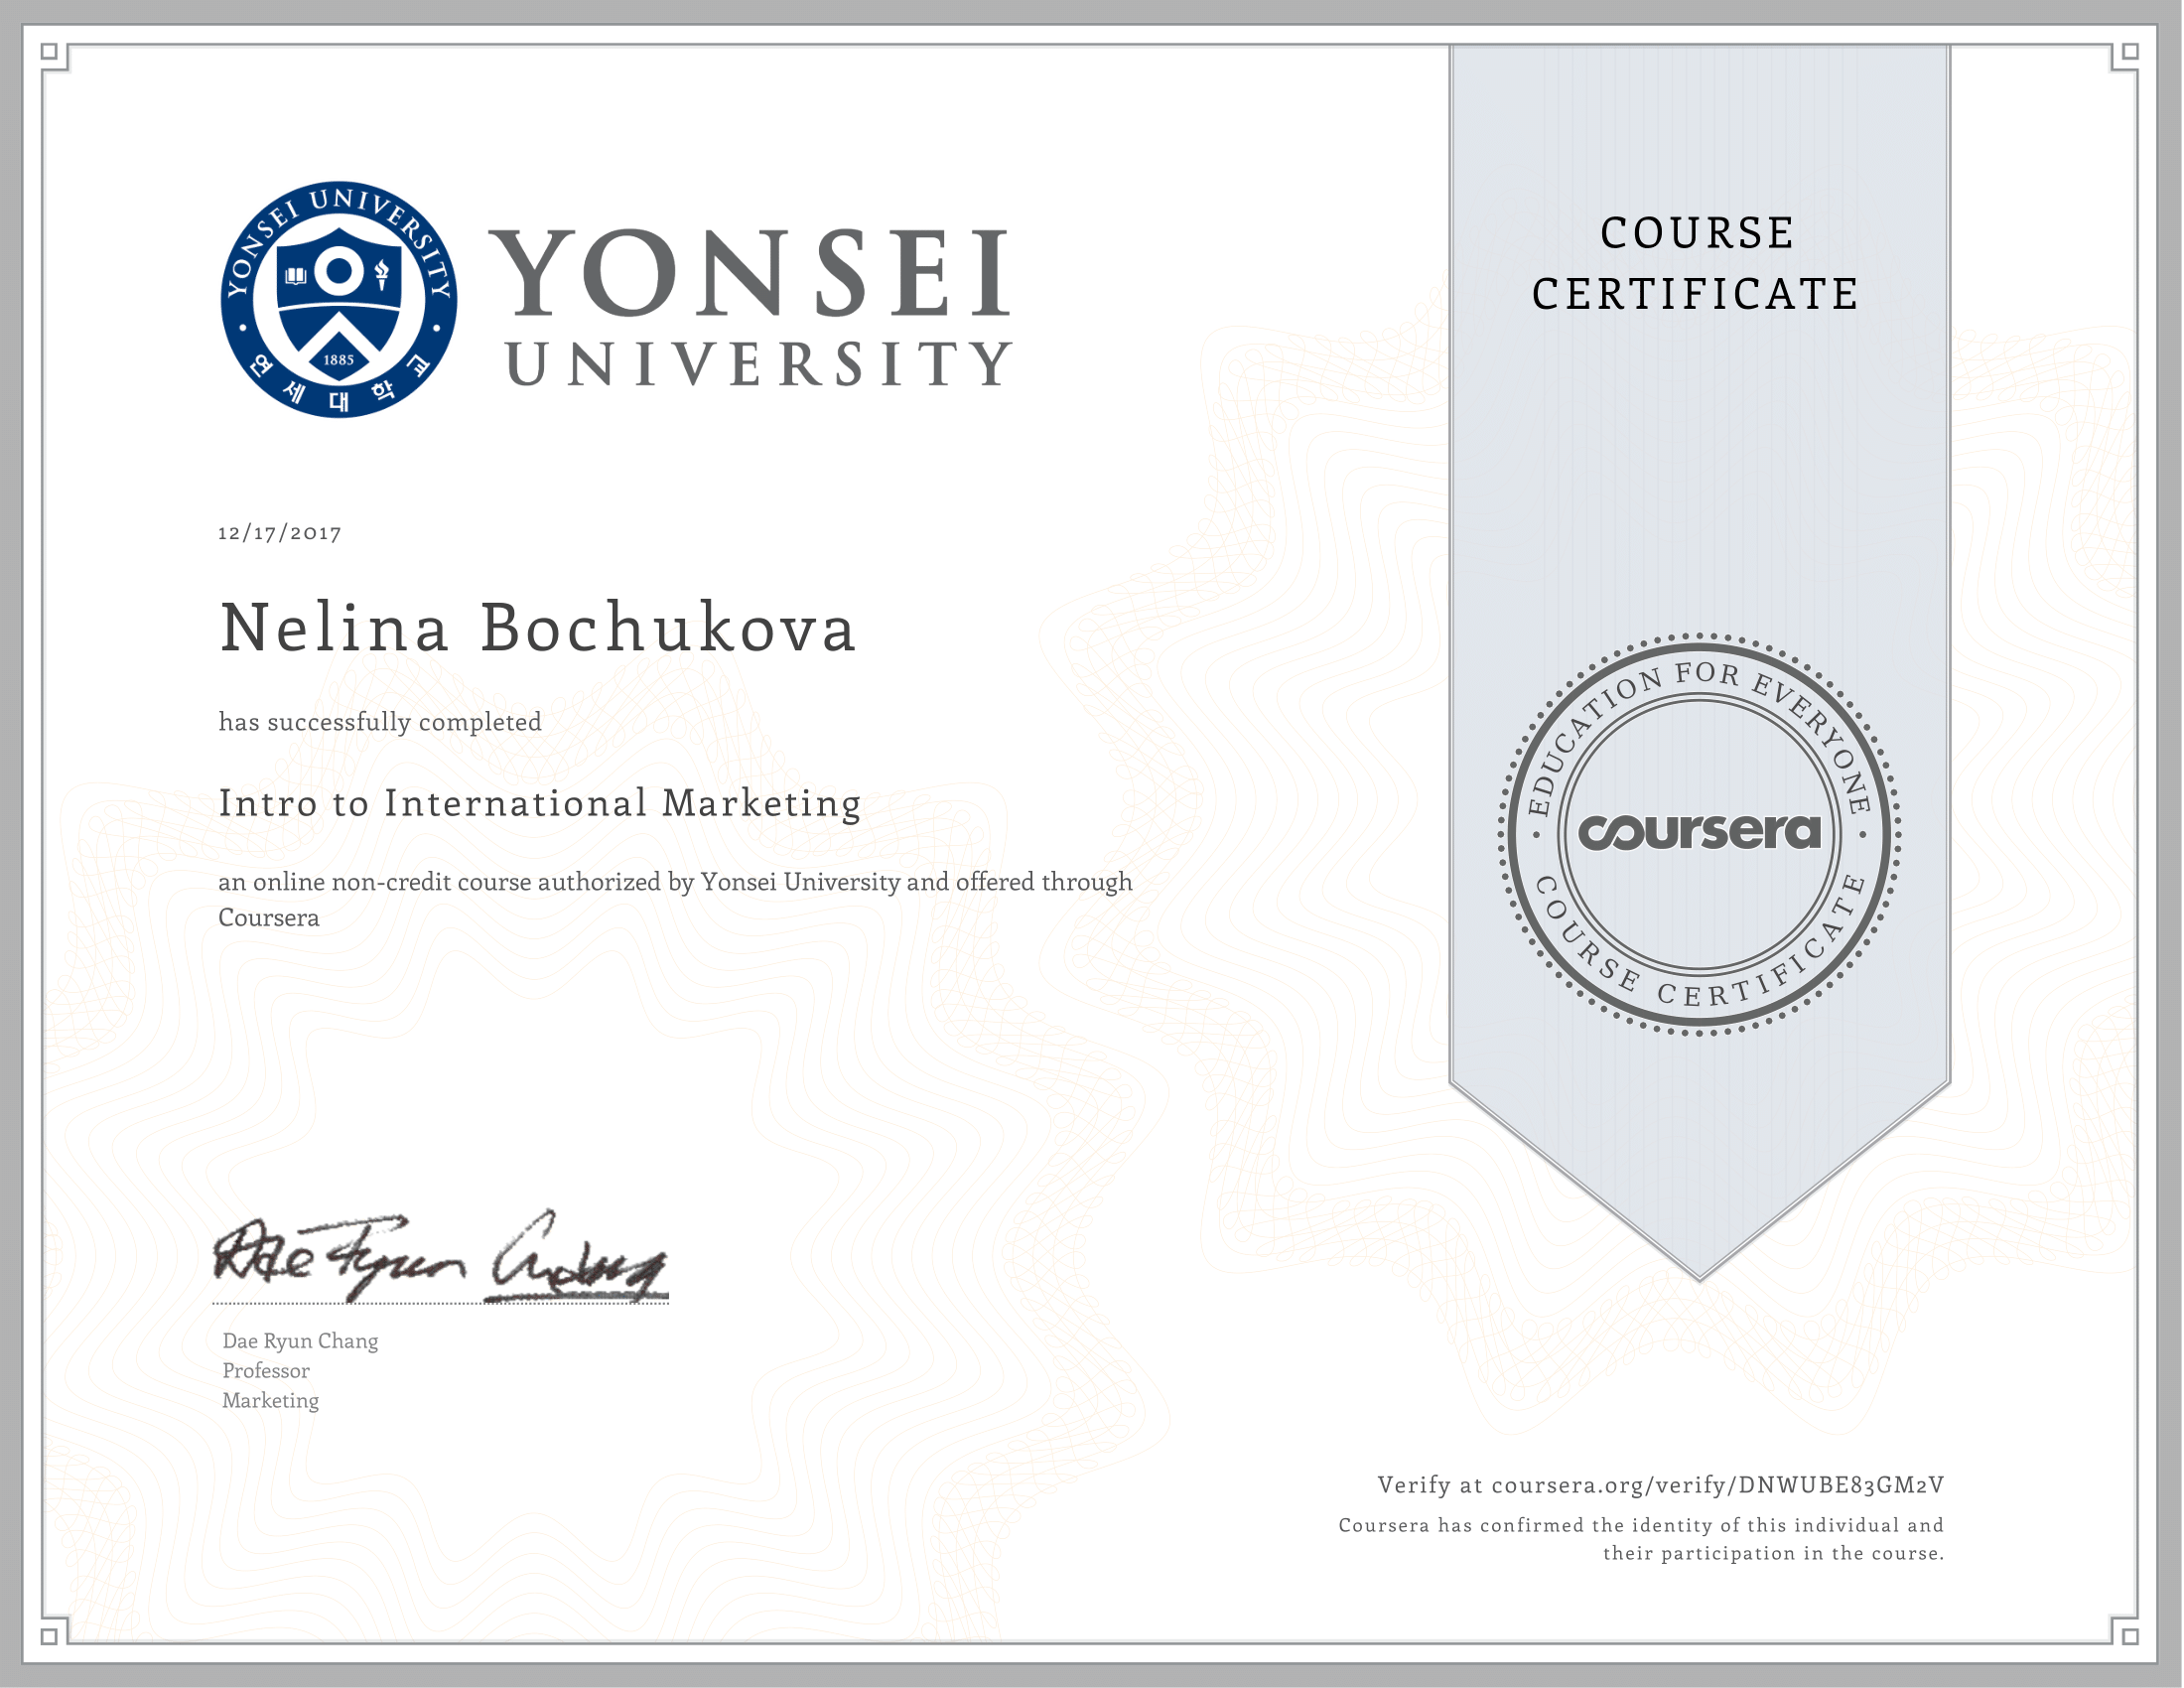 YONSEI UNIVERSITY
1885
연세대학교
YONSEI
UNIVERSITY
COURSE
CERTIFICATE
12/17/2017
Nelina Bochukova
has successfully completed
Intro to International Marketing
an online non-credit course authorized by Yonsei University and offered through
Coursera
EDUCATION FOR EVERYONE
coursera
COURSE CERTIFICATE
Dae Ryun Chang
Dae Ryun Chang
Professor
Marketing
Verify at coursera.org/verify/DNWUBE83GM2V
Coursera has confirmed the identity of this individual and
their participation in the course.